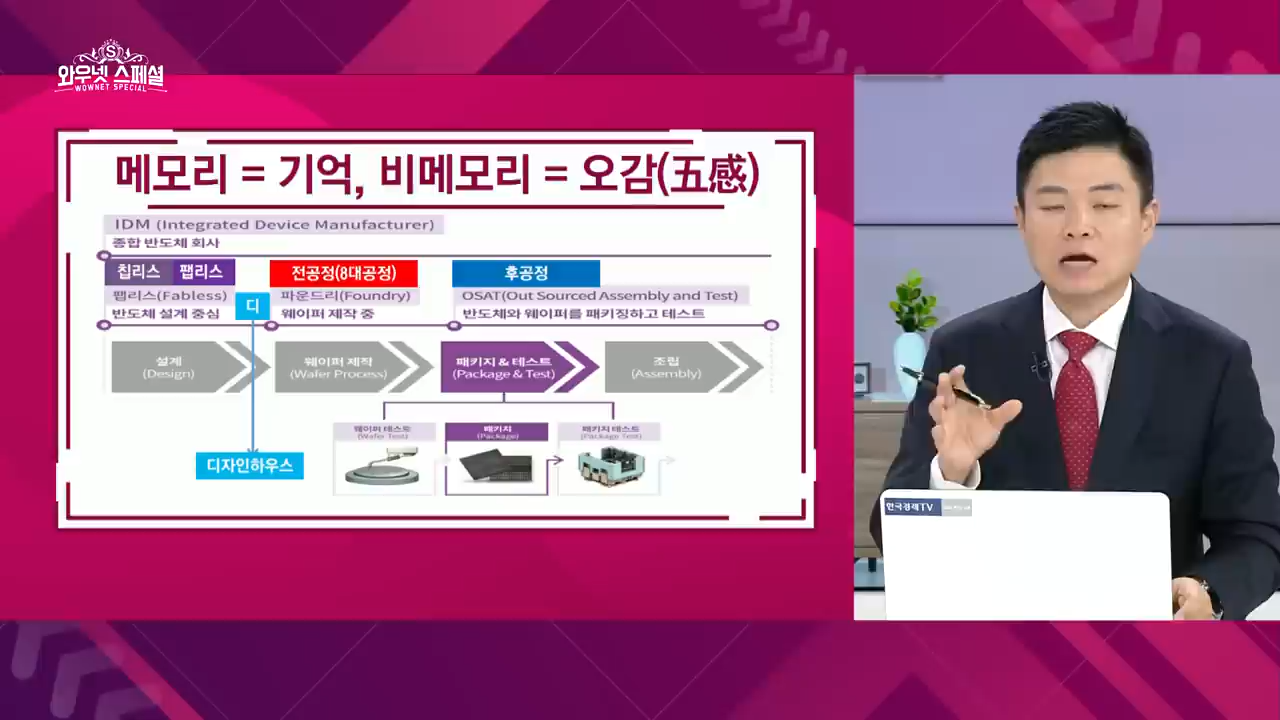 와우넷 스페셜
WOWNET SPECIAL
메모리 = 기억, 비메모리 = 오감(五感)
IDM (Integrated Device Manufacturer)
종합 반도체 회사
칩리스 팹리스
전공정(8대공정)
후공정
팹리스(Fabless)
디
파운드리(Foundry)
OSAT(Out Sourced Assembly and Test)
반도체 설계 중심
웨이퍼 제작 중
반도체와 웨이퍼를 패키징하고 테스트
설계
(Design)
웨이퍼 제작
(Wafer Process)
패키지 & 테스트
(Package & Test)
조립
(Assembly)
웨이퍼 테스트
(Wafer Test)
패키지
(Package)
패키지 테스트
(Package Test)
디자인하우스
한국경제TV